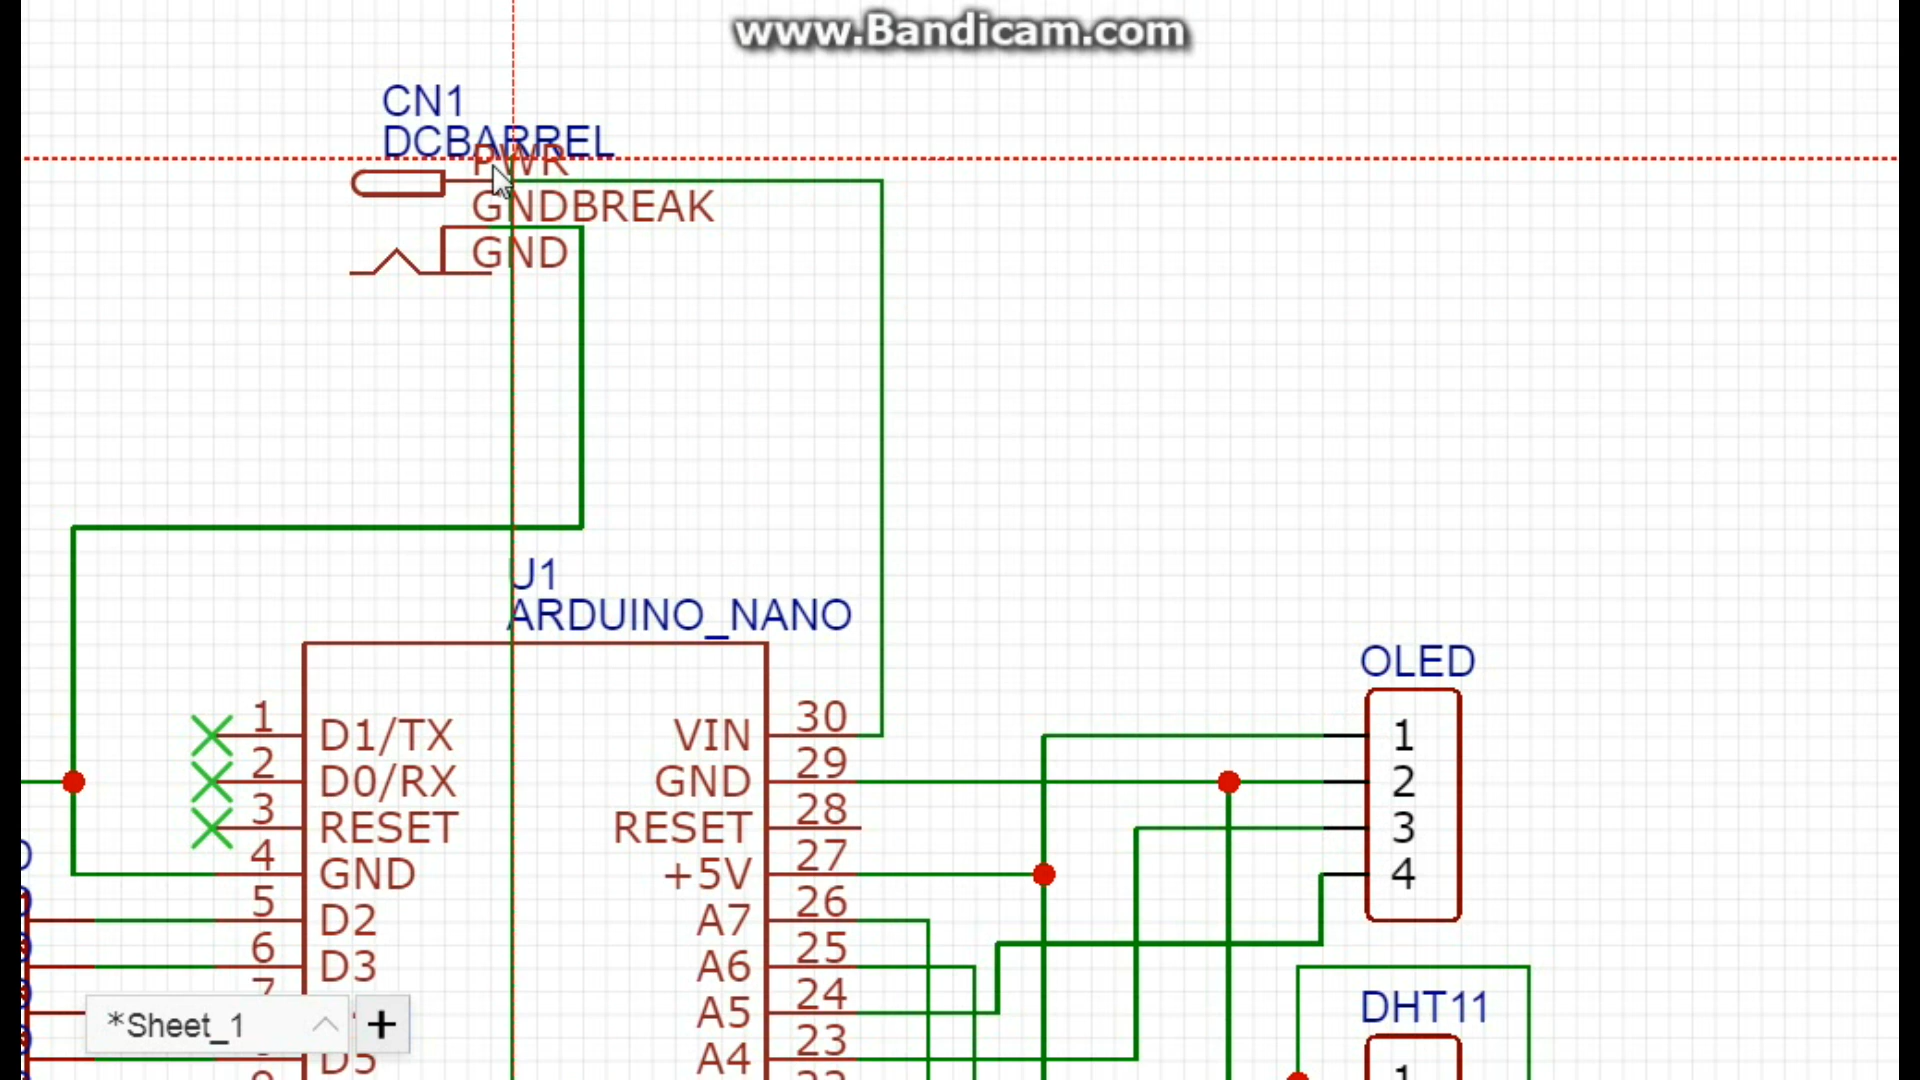 www.Bandicam.com
CN1
DCBARREL
PWR
GNDBREAK
GND
U1
ARDUINO_NANO
OLED
1 D1/TX VIN 30 1
2 D0/RX GND 29 2
3 RESET RESET 28 3
4 GND +5V 27 4
5 D2 A7 26
6 D3 A6 25
7 A5 24
DHT11
*Sheet_1 +
D5 A4 23
1